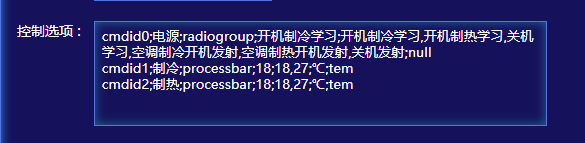 控制选项：
cmdid0;电源;radiogroup;开机制冷学习;开机制冷学习,开机制热学习,关机
学习,空调制冷开机发射,空调制热开机发射,关机发射;null
cmdid1;制冷;processbar;18;18,27;℃;tem
cmdid2;制热;processbar;18;18,27;℃;tem